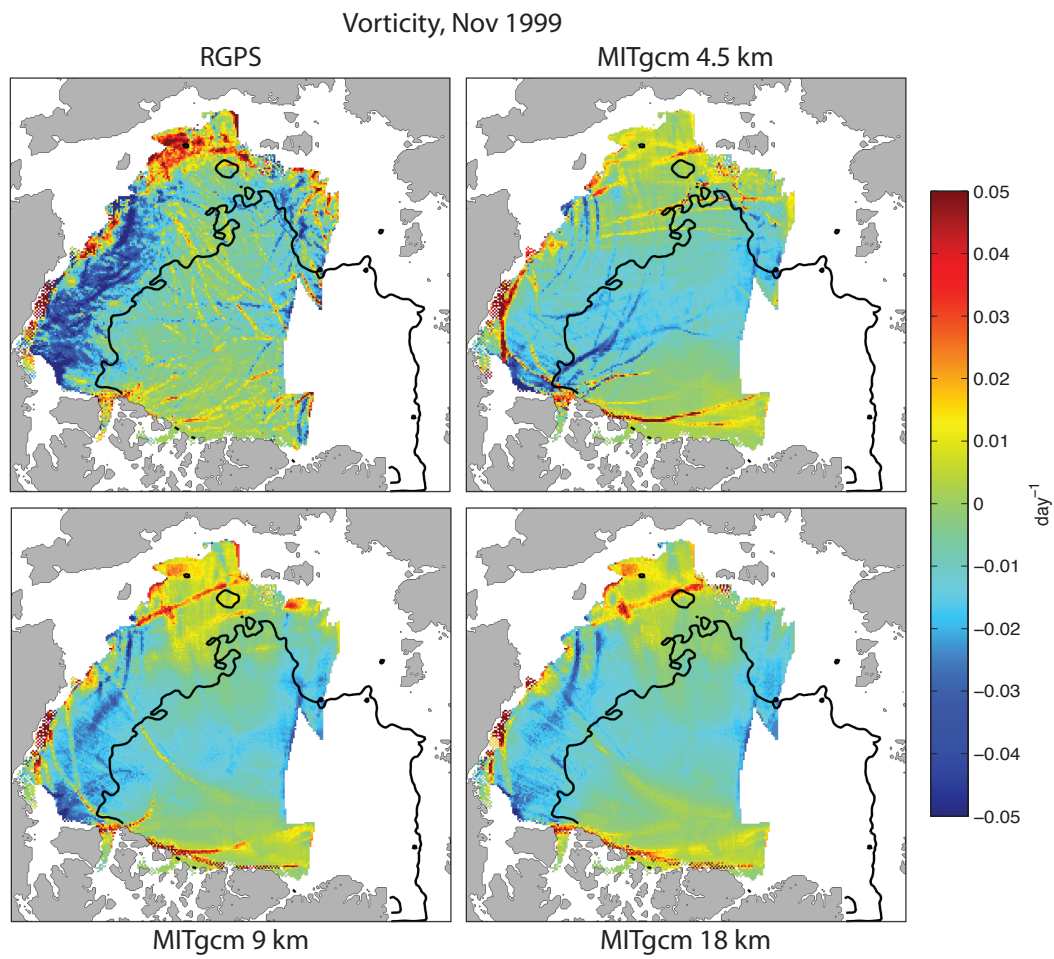 Vorticity, Nov 1999
RGPS
MITgcm 4.5 km
0.05
0.04
0.03
0.02
0.01
0
−0.01
−0.02
−0.03
−0.04
−0.05
day−1
MITgcm 9 km
MITgcm 18 km